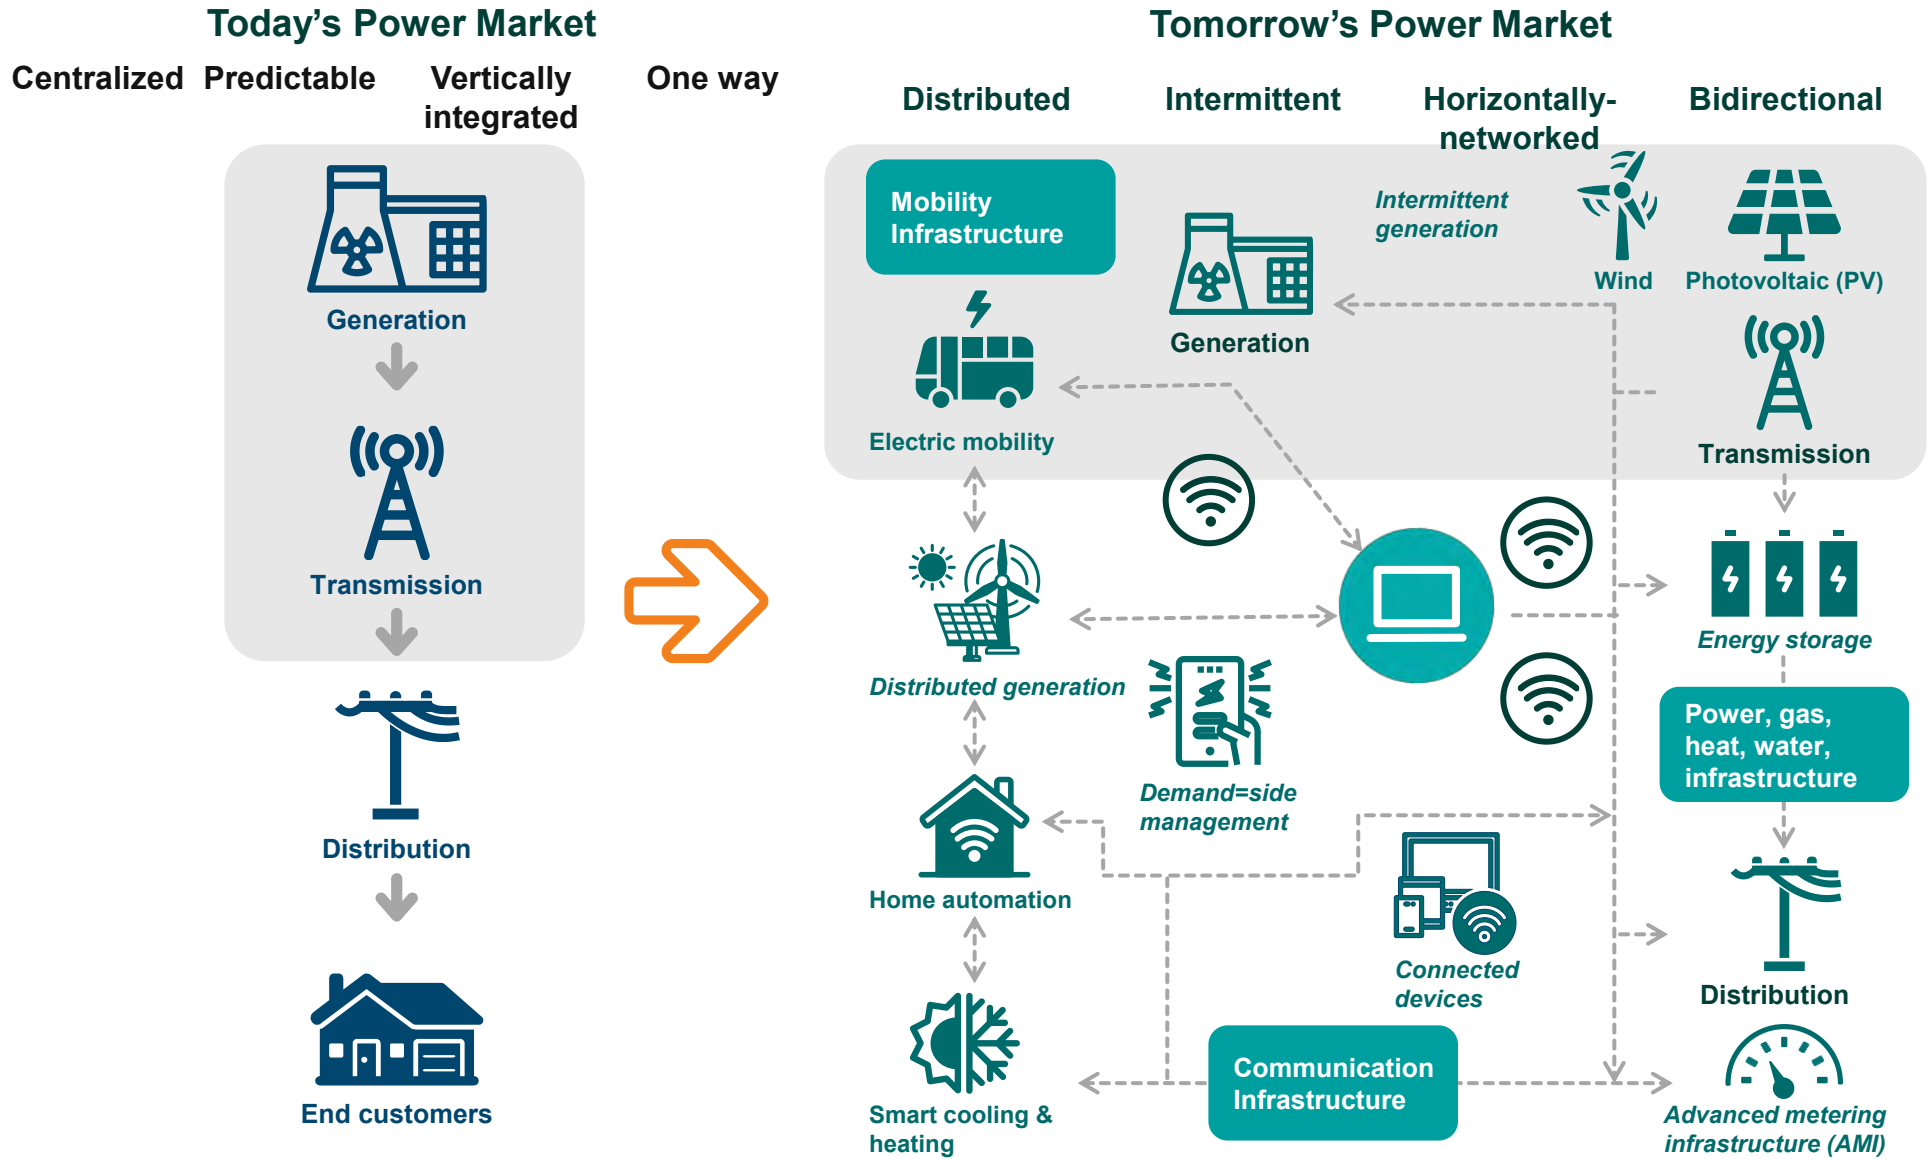 Today's Power Market
Centralized Predictable Vertically One way
integrated
Generation
Transmission
Distribution
End customers
Tomorrow's Power Market
Distributed Intermittent Horizontally- Bidirectional
networked
Mobility
Infrastructure
Intermittent
generation
Wind
Photovoltaic (PV)
Generation
Electric mobility
Transmission
Energy storage
Distributed generation
Power, gas,
heat, water,
infrastructure
Demand=side
management
Home automation
Connected
devices
Distribution
Communication
Infrastructure
Smart cooling &
heating
Advanced metering
infrastructure (AMI)